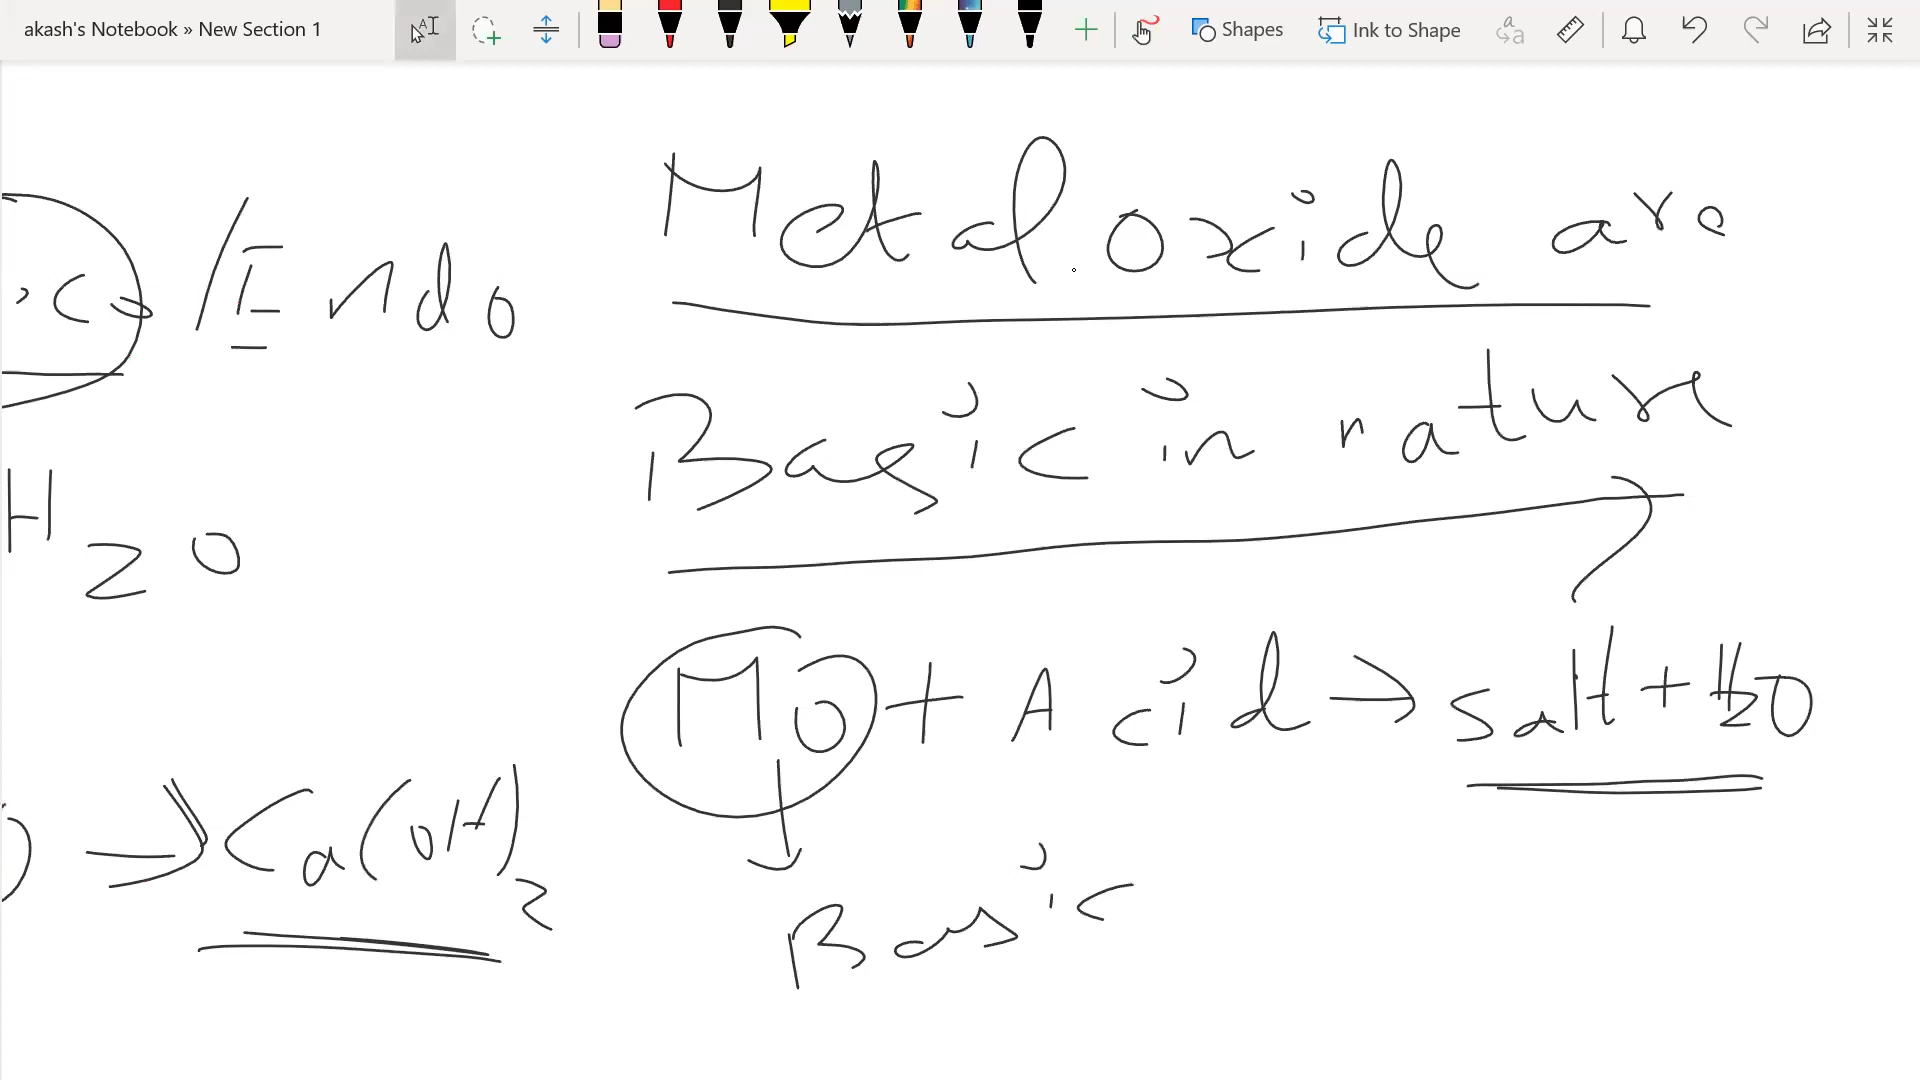 akash's Notebook » New Section 1
Shapes
Ink to Shape
Metal oxide are
Basic in nature
/Endo
H2O
MO + Acid → Salt + H2O
→ Ca(OH)2
Basic